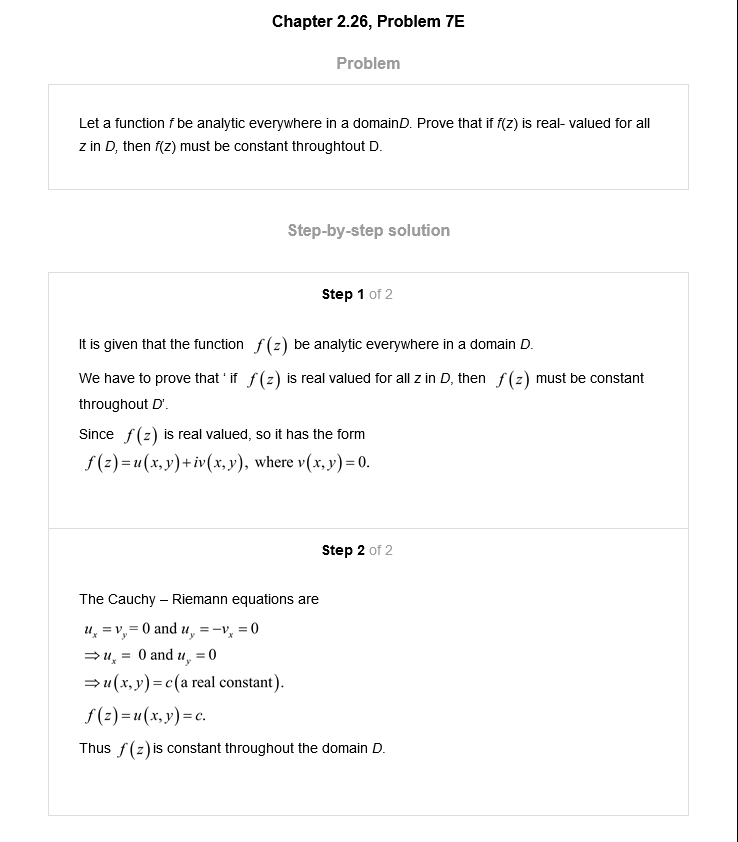 Chapter 2.26, Problem 7E
Problem
Let a function f be analytic everywhere in a domainD. Prove that if f(z) is real- valued for all
z in D, then f(z) must be constant throughtout D.
Step-by-step solution
Step 1 of 2
It is given that the function f(z) be analytic everywhere in a domain D.
We have to prove that ‘ if f(z) is real valued for all z in D, then f(z) must be constant
throughout D’.
Since f(z) is real valued, so it has the form
f(z)=u(x,y)+iv(x,y), where v(x,y)=0.
Step 2 of 2
The Cauchy – Riemann equations are
u_x = v_y = 0 and u_y = −v_x = 0
⇒ u_x = 0 and u_y = 0
⇒ u(x,y)=c(a real constant).
f(z)=u(x,y)=c.
Thus f(z) is constant throughout the domain D.